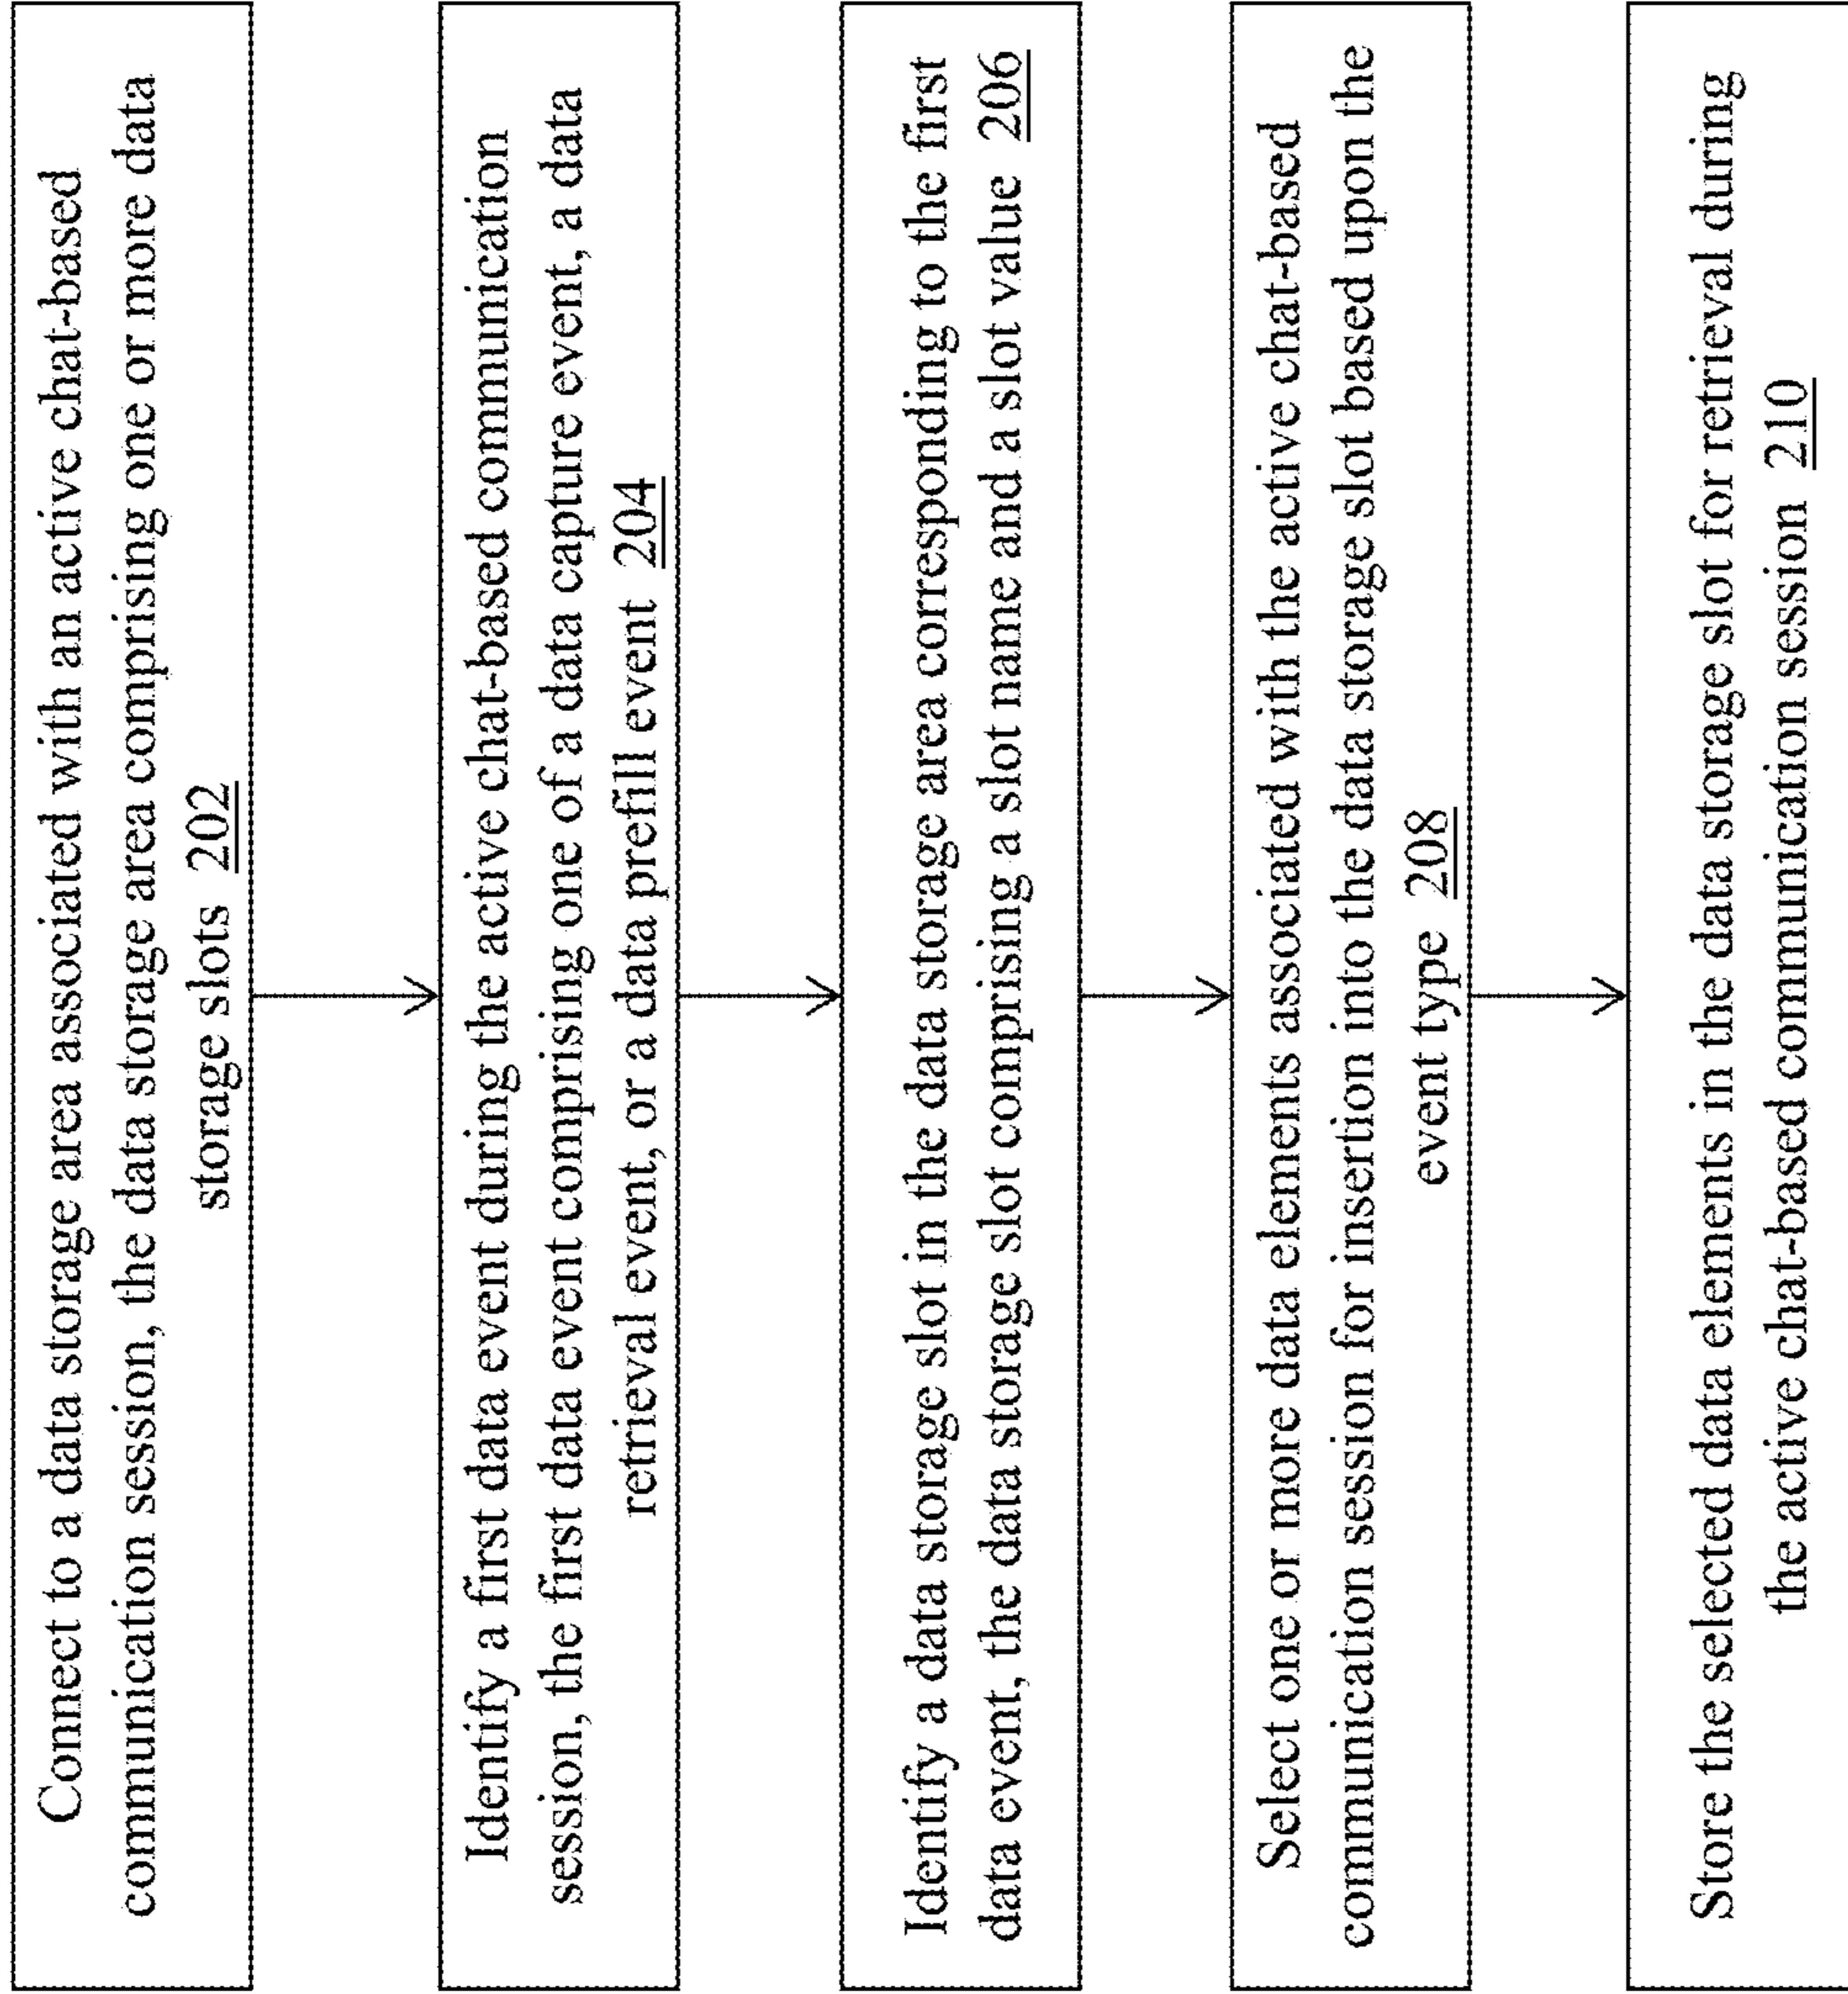 Connect to a data storage area associated with an active chat-based
communication session, the data storage area comprising one or more data
storage slots 202
Identify a first data event during the active chat-based communication
session, the first data event comprising one of a data capture event, a data
retrieval event, or a data prefill event 204
Identify a data storage slot in the data storage area corresponding to the first
data event, the data storage slot comprising a slot name and a slot value 206
Select one or more data elements associated with the active chat-based
communication session for insertion into the data storage slot based upon the
event type 208
Store the selected data elements in the data storage slot for retrieval during
the active chat-based communication session 210